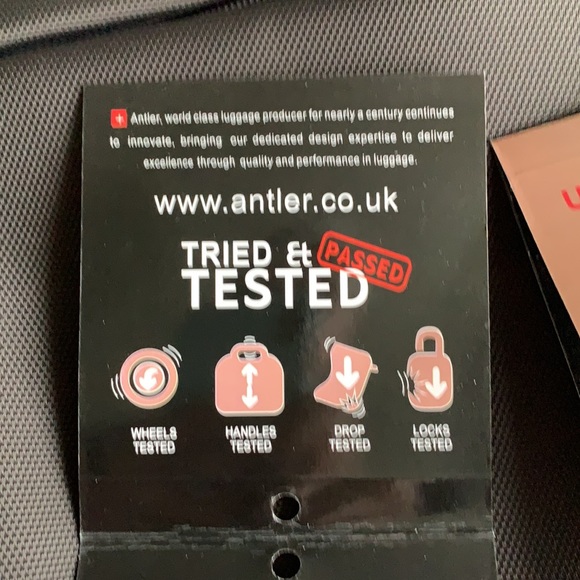 Antler, world class luggage producer for nearly a century continues
to innovate, bringing our dedicated design expertise to deliver
excellence through quality and performance in luggage.
www.antler.co.uk
TRIED & PASSED
TESTED
WHEELS HANDLES DROP LOCKS
TESTED TESTED TESTED TESTED